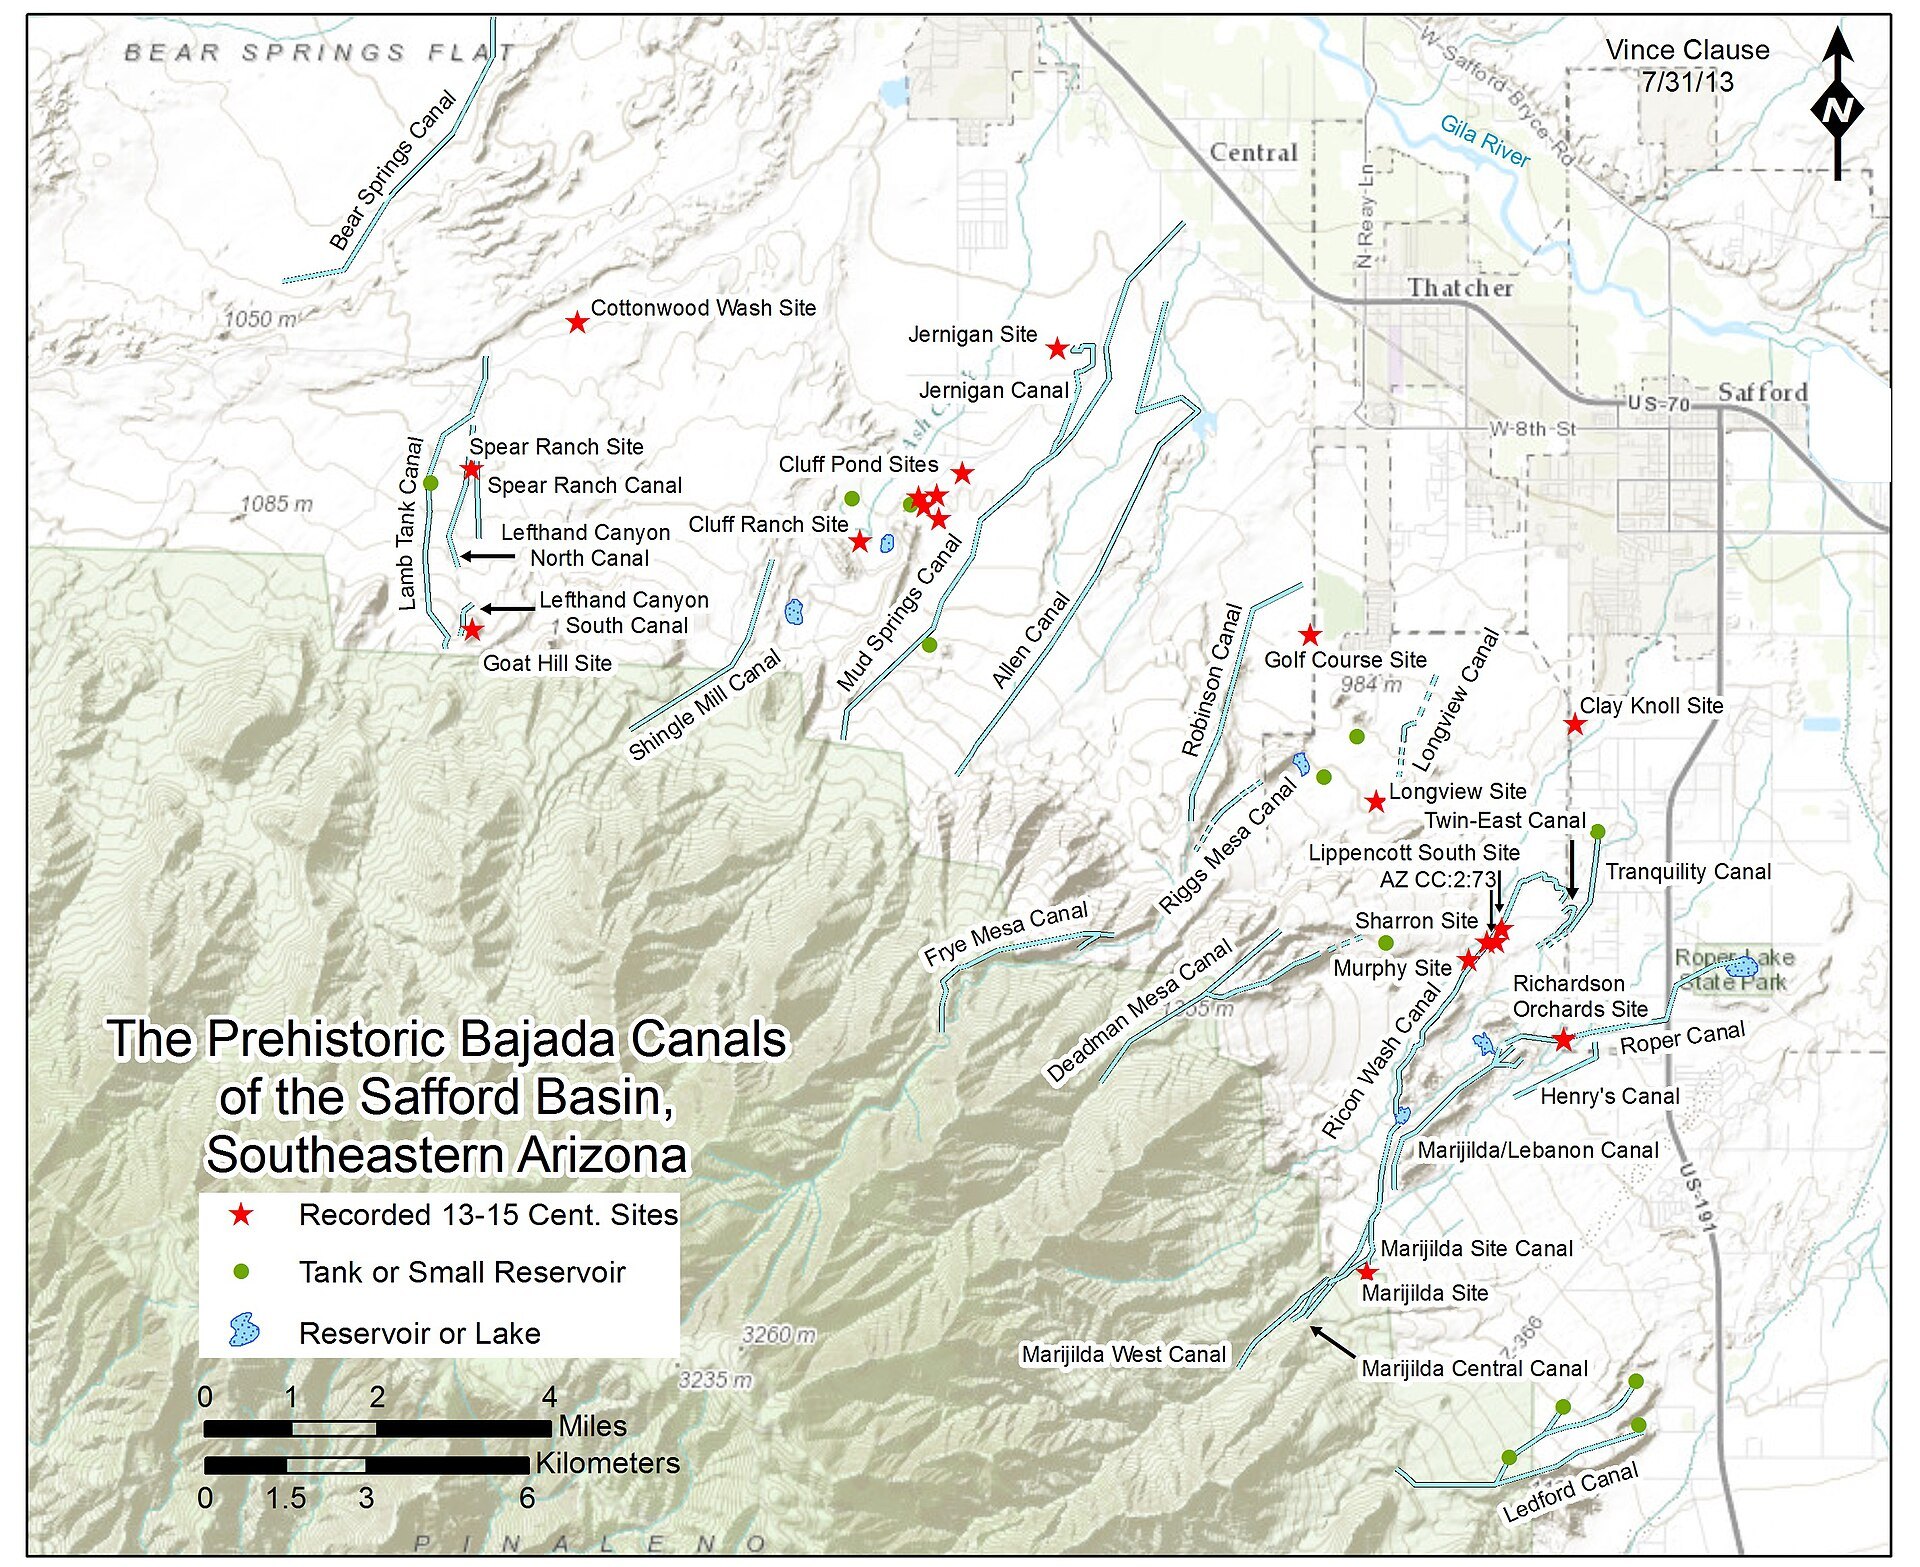 BEAR SPRINGS FLAT
Vince Clause
7/31/13
N
W-Safford-Bryce-Rd
Gila River
Central
N-Reay-Ln
Bear Springs Canal
Thatcher
Cottonwood Wash Site
1050 m
Jernigan Site
Jernigan Canal
Safford
US-70
W-8th-St
Ash C
Spear Ranch Site
Cluff Pond Sites
Spear Ranch Canal
1085 m
Lamb Tank Canal
Cluff Ranch Site
Lefthand Canyon
North Canal
Lefthand Canyon
South Canal
Goat Hill Site
Shingle Mill Canal
Mud Springs Canal
Allen Canal
Robinson Canal
Golf Course Site
984 m
Longview Canal
Clay Knoll Site
Longview Site
Twin-East Canal
Riggs Mesa Canal
Lippencott South Site
AZ CC:2:73
Tranquility Canal
Sharron Site
Frye Mesa Canal
Murphy Site
Deadman Mesa Canal
Richardson
Orchards Site
Roper Lake
State Park
Roper Canal
Ricon Wash Canal
Henry's Canal
Marijilda/Lebanon Canal
US-191
Marijilda Site Canal
Marijilda Site
Marijilda West Canal
Marijilda Central Canal
Ledford Canal
The Prehistoric Bajada Canals
of the Safford Basin,
Southeastern Arizona
Recorded 13-15 Cent. Sites
Tank or Small Reservoir
Reservoir or Lake
3260 m
3235 m
0 1 2 4
Miles
Kilometers
0 1.5 3 6
PINALENO